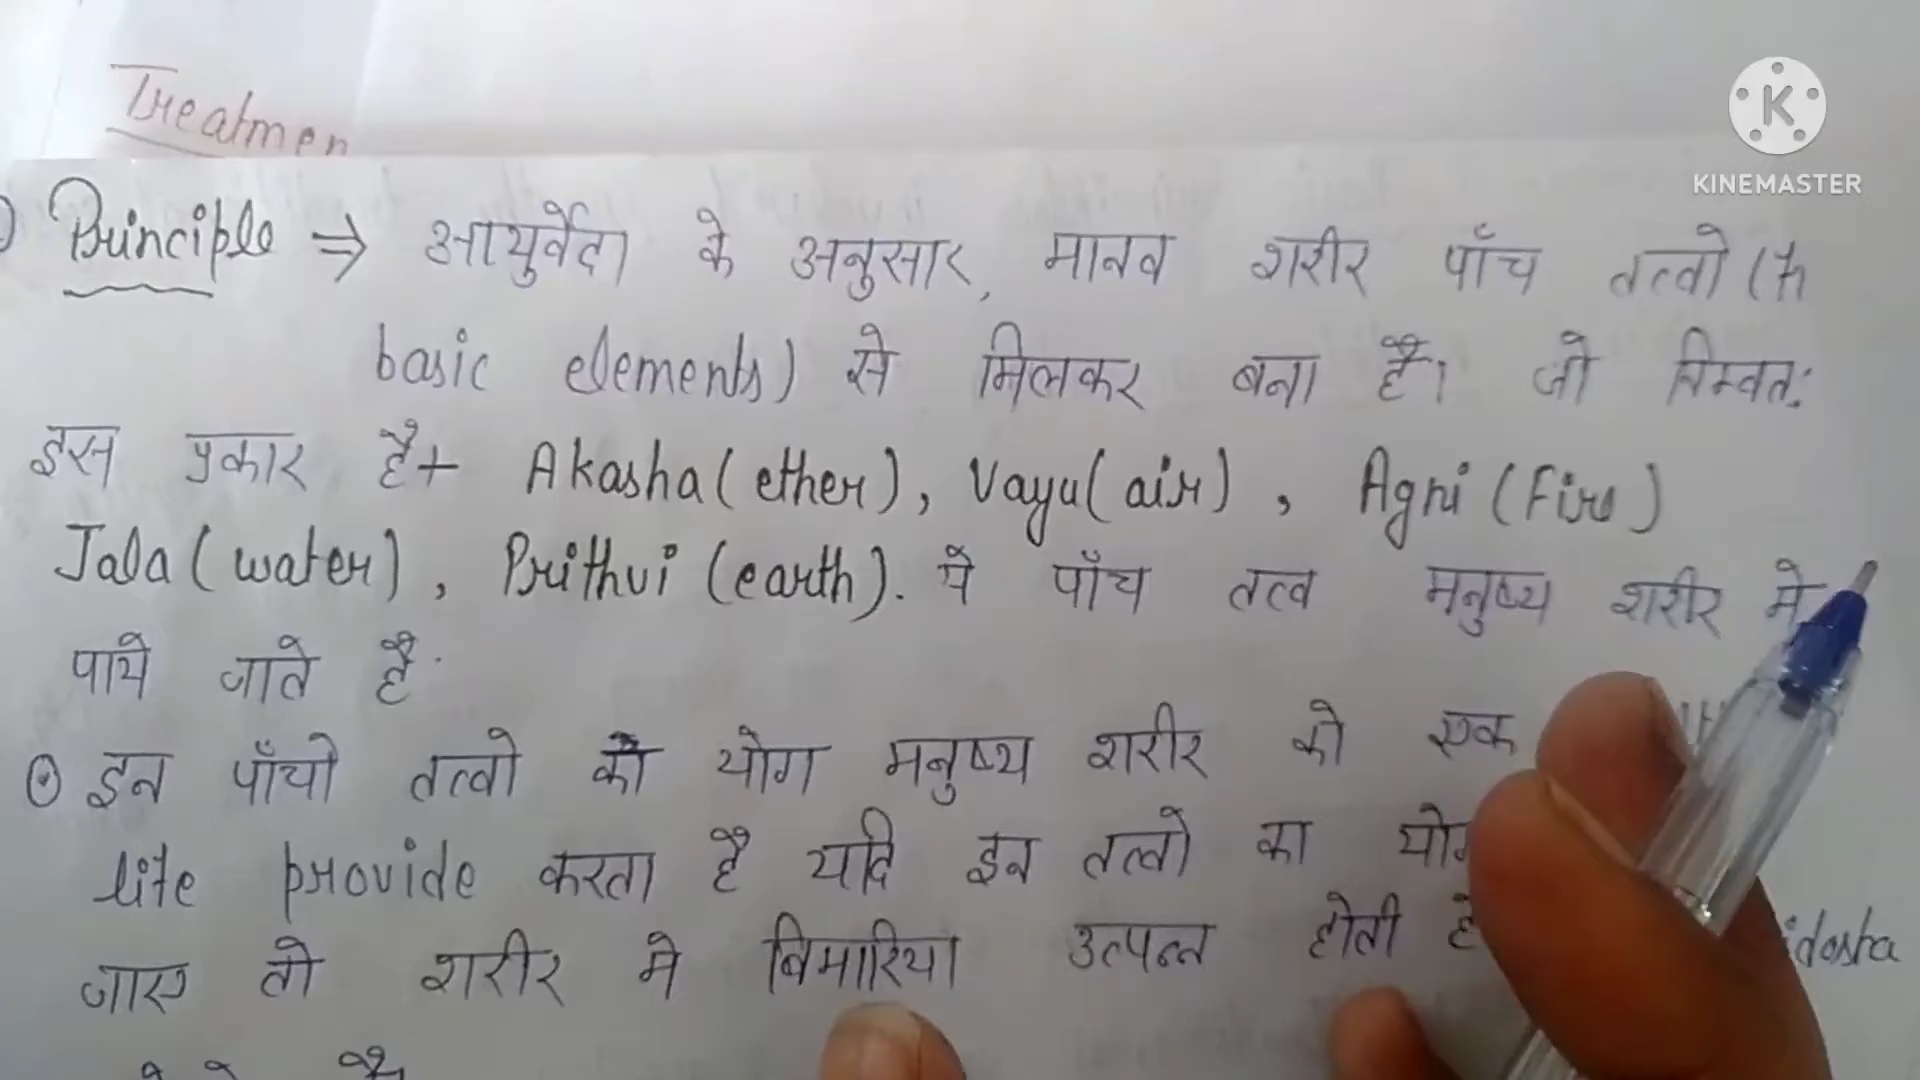 Treatmen
KINEMASTER
Principle ⇒ आयुर्वेदा के अनुसार, मानव शरीर पाँच तत्वो
basic elements) से मिलकर बना है। जो निम्वत:
इस प्रकार है+ Akasha(ether), Vayu(air), Agni (Fire)
Jala(water), Prithvi (earth). ये पाँच तत्व मनुष्य शरीर मे
पाये जाते है
इन पाँचो तत्वो का योग मनुष्य शरीर को एक
life provide करता है यदि इन तत्वो का योग
जाए तो शरीर मे बिमारिया उत्पन्न होती है idosha